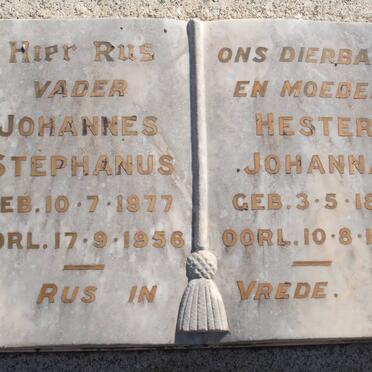 Hier Rus
VADER
JOHANNES
STEPHANUS
GEB. 10·7·1877
OORL. 17·9·1956
ONS DIERBA
EN MOEDE
HESTER
JOHANNA
GEB. 3·5·18
OORL. 10·8·1
RUS IN VREDE.